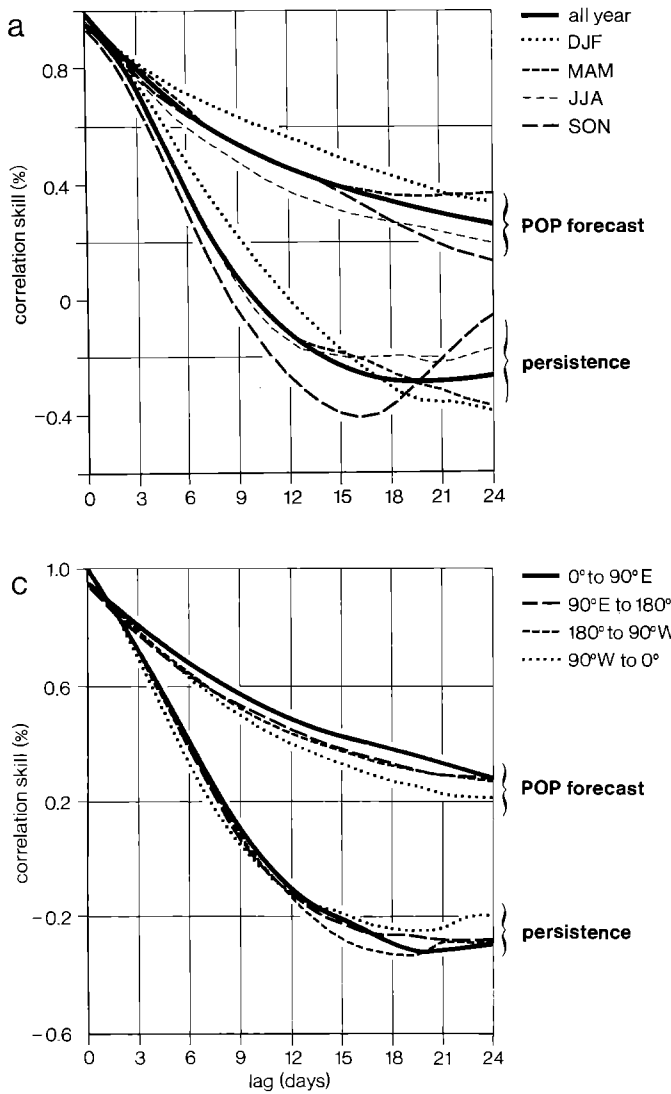 a
all year
DJF
MAM
JJA
SON
0.8
0.4
0
−0.4
correlation skill (%)
POP forecast
persistence
0 3 6 9 12 15 18 21 24
c
0° to 90°E
90°E to 180°
180° to 90°W
90°W to 0°
1.0
0.6
0.2
−0.2
−0.6
correlation skill (%)
POP forecast
persistence
0 3 6 9 12 15 18 21 24
lag (days)